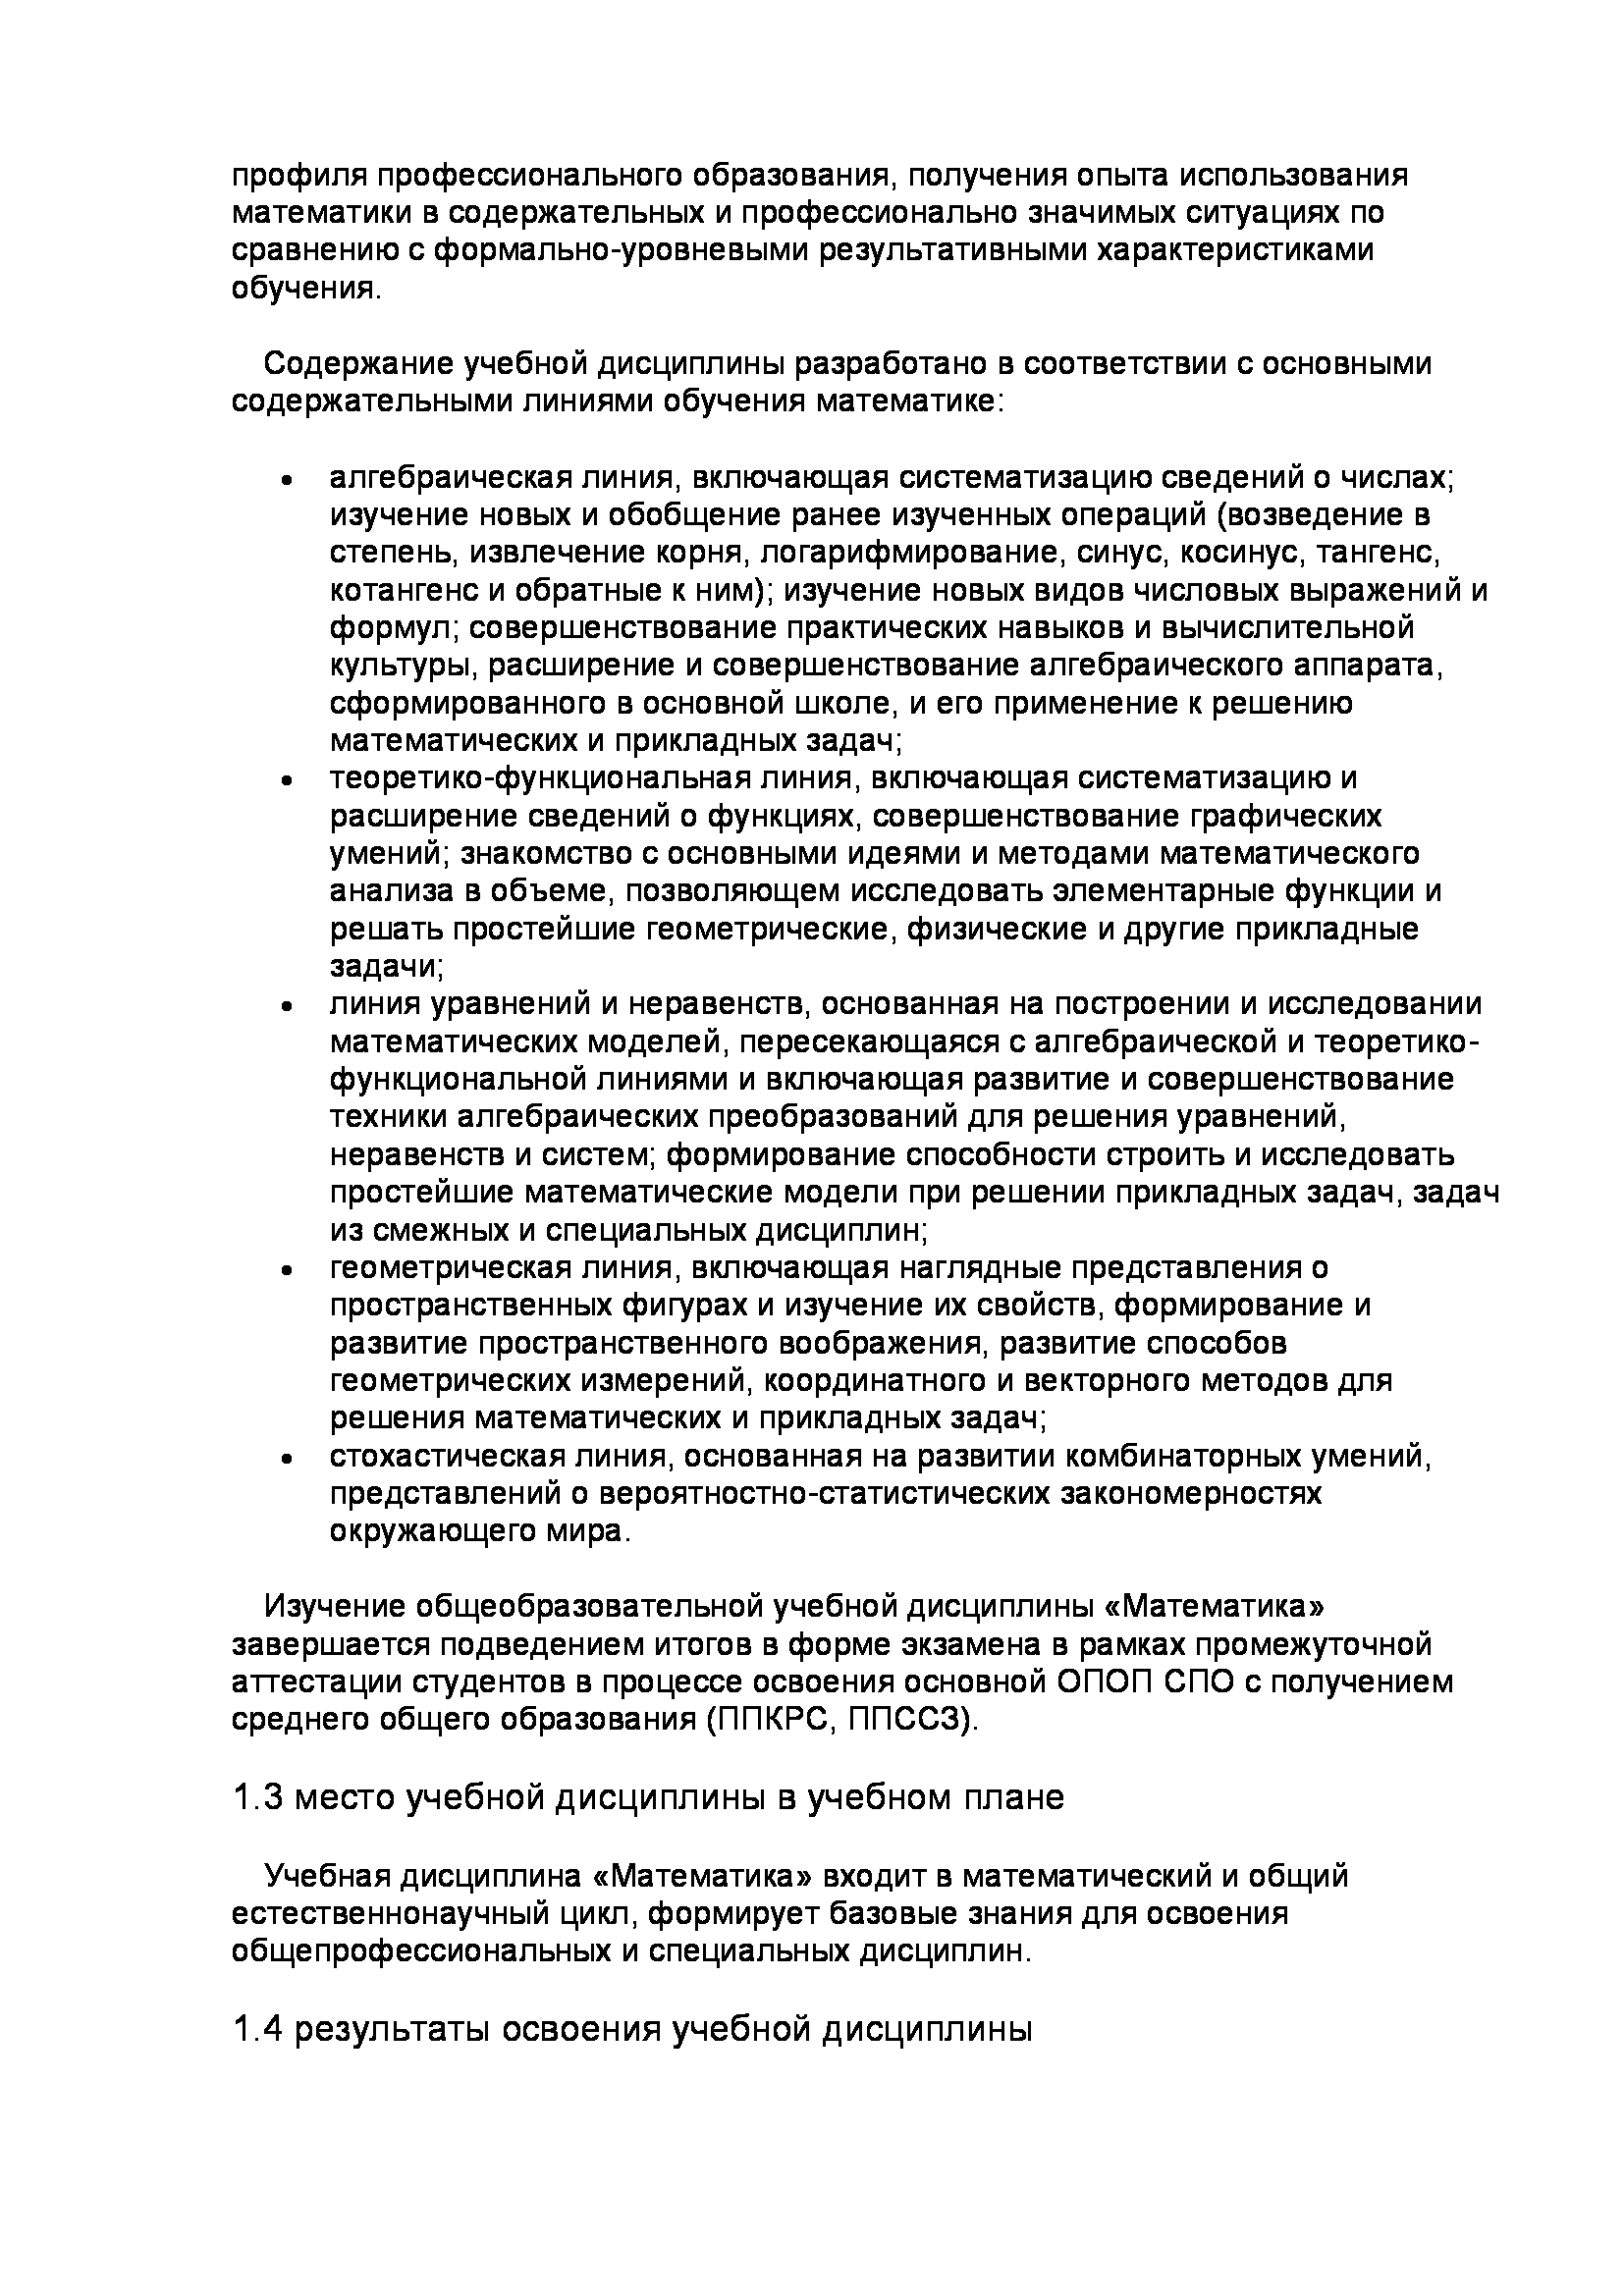 профиля профессионального образования, получения опыта использования
математики в содержательных и профессионально значимых ситуациях по
сравнению с формально-уровневыми результативными характеристиками
обучения.
Содержание учебной дисциплины разработано в соответствии с основными
содержательными линиями обучения математике:
• алгебраическая линия, включающая систематизацию сведений о числах;
изучение новых и обобщение ранее изученных операций (возведение в
степень, извлечение корня, логарифмирование, синус, косинус, тангенс,
котангенс и обратные к ним); изучение новых видов числовых выражений и
формул; совершенствование практических навыков и вычислительной
культуры, расширение и совершенствование алгебраического аппарата,
сформированного в основной школе, и его применение к решению
математических и прикладных задач;
• теоретико-функциональная линия, включающая систематизацию и
расширение сведений о функциях, совершенствование графических
умений; знакомство с основными идеями и методами математического
анализа в объеме, позволяющем исследовать элементарные функции и
решать простейшие геометрические, физические и другие прикладные
задачи;
• линия уравнений и неравенств, основанная на построении и исследовании
математических моделей, пересекающаяся с алгебраической и теоретико-
функциональной линиями и включающая развитие и совершенствование
техники алгебраических преобразований для решения уравнений,
неравенств и систем; формирование способности строить и исследовать
простейшие математические модели при решении прикладных задач, задач
из смежных и специальных дисциплин;
• геометрическая линия, включающая наглядные представления о
пространственных фигурах и изучение их свойств, формирование и
развитие пространственного воображения, развитие способов
геометрических измерений, координатного и векторного методов для
решения математических и прикладных задач;
• стохастическая линия, основанная на развитии комбинаторных умений,
представлений о вероятностно-статистических закономерностях
окружающего мира.
Изучение общеобразовательной учебной дисциплины «Математика»
завершается подведением итогов в форме экзамена в рамках промежуточной
аттестации студентов в процессе освоения основной ОПОП СПО с получением
среднего общего образования (ППКРС, ППССЗ).
1.3 место учебной дисциплины в учебном плане
Учебная дисциплина «Математика» входит в математический и общий
естественнонаучный цикл, формирует базовые знания для освоения
общепрофессиональных и специальных дисциплин.
1.4 результаты освоения учебной дисциплины